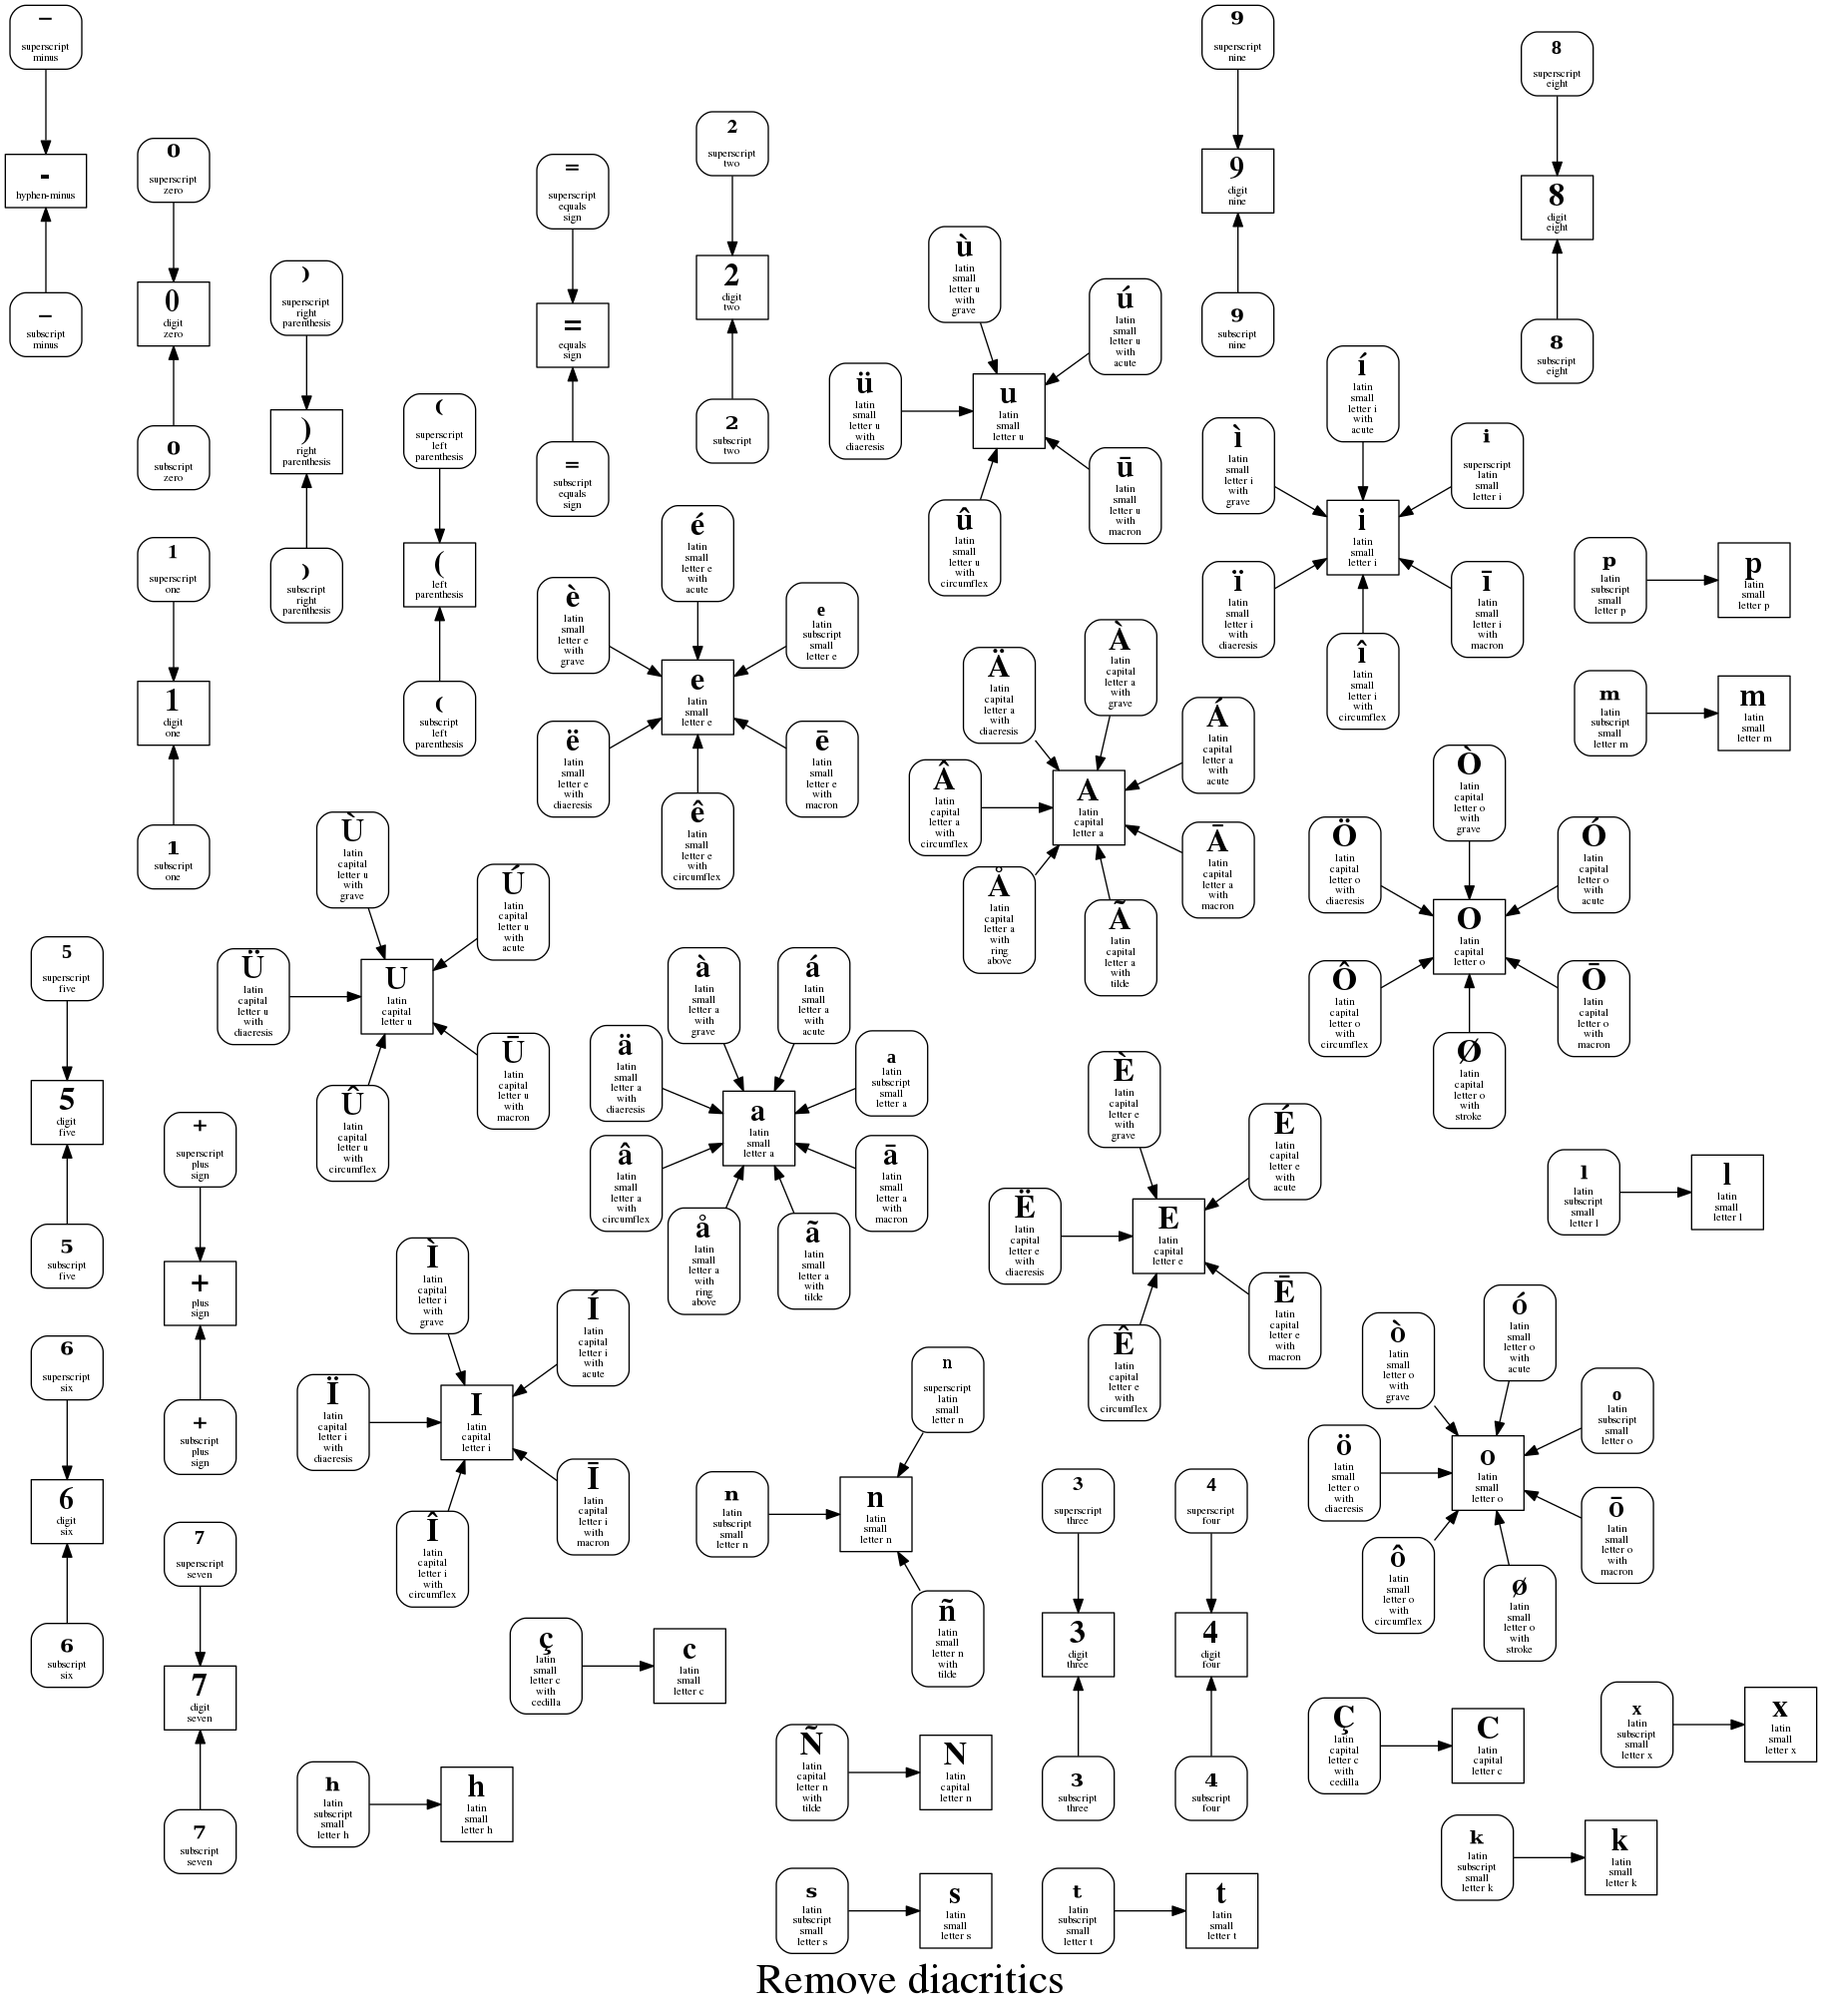 ⁻
superscript
minus
-
hyphen-minus
₋
subscript
minus
⁰
superscript
zero
0
digit
zero
₀
subscript
zero
⁾
superscript
right
parenthesis
)
right
parenthesis
₎
subscript
right
parenthesis
⁽
superscript
left
parenthesis
(
left
parenthesis
₍
subscript
left
parenthesis
⁼
superscript
equals
sign
=
equals
sign
₌
subscript
equals
sign
²
superscript
two
2
digit
two
₂
subscript
two
ù
latin
small
letter u
with
grave
ú
latin
small
letter u
with
acute
ü
latin
small
letter u
with
diaeresis
u
latin
small
letter u
ū
latin
small
letter u
with
macron
û
latin
small
letter u
with
circumflex
⁹
superscript
nine
9
digit
nine
₉
subscript
nine
⁸
superscript
eight
8
digit
eight
₈
subscript
eight
í
latin
small
letter i
with
acute
ì
latin
small
letter i
with
grave
ⁱ
superscript
latin
small
letter i
i
latin
small
letter i
ï
latin
small
letter i
with
diaeresis
ī
latin
small
letter i
with
macron
î
latin
small
letter i
with
circumflex
ₚ
latin
subscript
small
letter p
p
latin
small
letter p
ₘ
latin
subscript
small
letter m
m
latin
small
letter m
¹
superscript
one
1
digit
one
₁
subscript
one
é
latin
small
letter e
with
acute
è
latin
small
letter e
with
grave
ₑ
latin
subscript
small
letter e
e
latin
small
letter e
ë
latin
small
letter e
with
diaeresis
ē
latin
small
letter e
with
macron
ê
latin
small
letter e
with
circumflex
À
latin
capital
letter a
with
grave
Ä
latin
capital
letter a
with
diaeresis
Á
latin
capital
letter a
with
acute
Â
latin
capital
letter a
with
circumflex
A
latin
capital
letter a
Ā
latin
capital
letter a
with
macron
Å
latin
capital
letter a
with
ring
above
Ã
latin
capital
letter a
with
tilde
Ò
latin
capital
letter o
with
grave
Ö
latin
capital
letter o
with
diaeresis
Ó
latin
capital
letter o
with
acute
O
latin
capital
letter o
Ô
latin
capital
letter o
with
circumflex
Ō
latin
capital
letter o
with
macron
Ø
latin
capital
letter o
with
stroke
Ù
latin
capital
letter u
with
grave
Ú
latin
capital
letter u
with
acute
Ü
latin
capital
letter u
with
diaeresis
U
latin
capital
letter u
Ū
latin
capital
letter u
with
macron
Û
latin
capital
letter u
with
circumflex
⁵
superscript
five
5
digit
five
₅
subscript
five
⁺
superscript
plus
sign
+
plus
sign
₊
subscript
plus
sign
à
latin
small
letter a
with
grave
á
latin
small
letter a
with
acute
ä
latin
small
letter a
with
diaeresis
ₐ
latin
subscript
small
letter a
a
latin
small
letter a
â
latin
small
letter a
with
circumflex
ā
latin
small
letter a
with
macron
å
latin
small
letter a
with
ring
above
ã
latin
small
letter a
with
tilde
È
latin
capital
letter e
with
grave
É
latin
capital
letter e
with
acute
Ë
latin
capital
letter e
with
diaeresis
E
latin
capital
letter e
Ē
latin
capital
letter e
with
macron
Ê
latin
capital
letter e
with
circumflex
ₗ
latin
subscript
small
letter l
l
latin
small
letter l
⁶
superscript
six
6
digit
six
₆
subscript
six
⁷
superscript
seven
7
digit
seven
₇
subscript
seven
Ì
latin
capital
letter i
with
grave
Í
latin
capital
letter i
with
acute
Ï
latin
capital
letter i
with
diaeresis
I
latin
capital
letter i
Ī
latin
capital
letter i
with
macron
Î
latin
capital
letter i
with
circumflex
ⁿ
superscript
latin
small
letter n
ₙ
latin
subscript
small
letter n
n
latin
small
letter n
ñ
latin
small
letter n
with
tilde
³
superscript
three
3
digit
three
₃
subscript
three
⁴
superscript
four
4
digit
four
₄
subscript
four
ó
latin
small
letter o
with
acute
ò
latin
small
letter o
with
grave
ₒ
latin
subscript
small
letter o
ö
latin
small
letter o
with
diaeresis
o
latin
small
letter o
ō
latin
small
letter o
with
macron
ô
latin
small
letter o
with
circumflex
ø
latin
small
letter o
with
stroke
ç
latin
small
letter c
with
cedilla
c
latin
small
letter c
Ñ
latin
capital
letter n
with
tilde
N
latin
capital
letter n
Ç
latin
capital
letter c
with
cedilla
C
latin
capital
letter c
ₓ
latin
subscript
small
letter x
x
latin
small
letter x
ₕ
latin
subscript
small
letter h
h
latin
small
letter h
ₖ
latin
subscript
small
letter k
k
latin
small
letter k
ₛ
latin
subscript
small
letter s
s
latin
small
letter s
ₜ
latin
subscript
small
letter t
t
latin
small
letter t
Remove diacritics